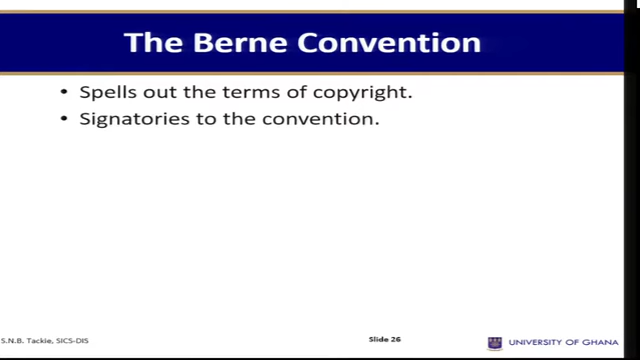 The Berne Convention
• Spells out the terms of copyright.
• Signatories to the convention.
S.N.B. Tackie, SICS-DIS
Slide 26
UNIVERSITY OF GHANA